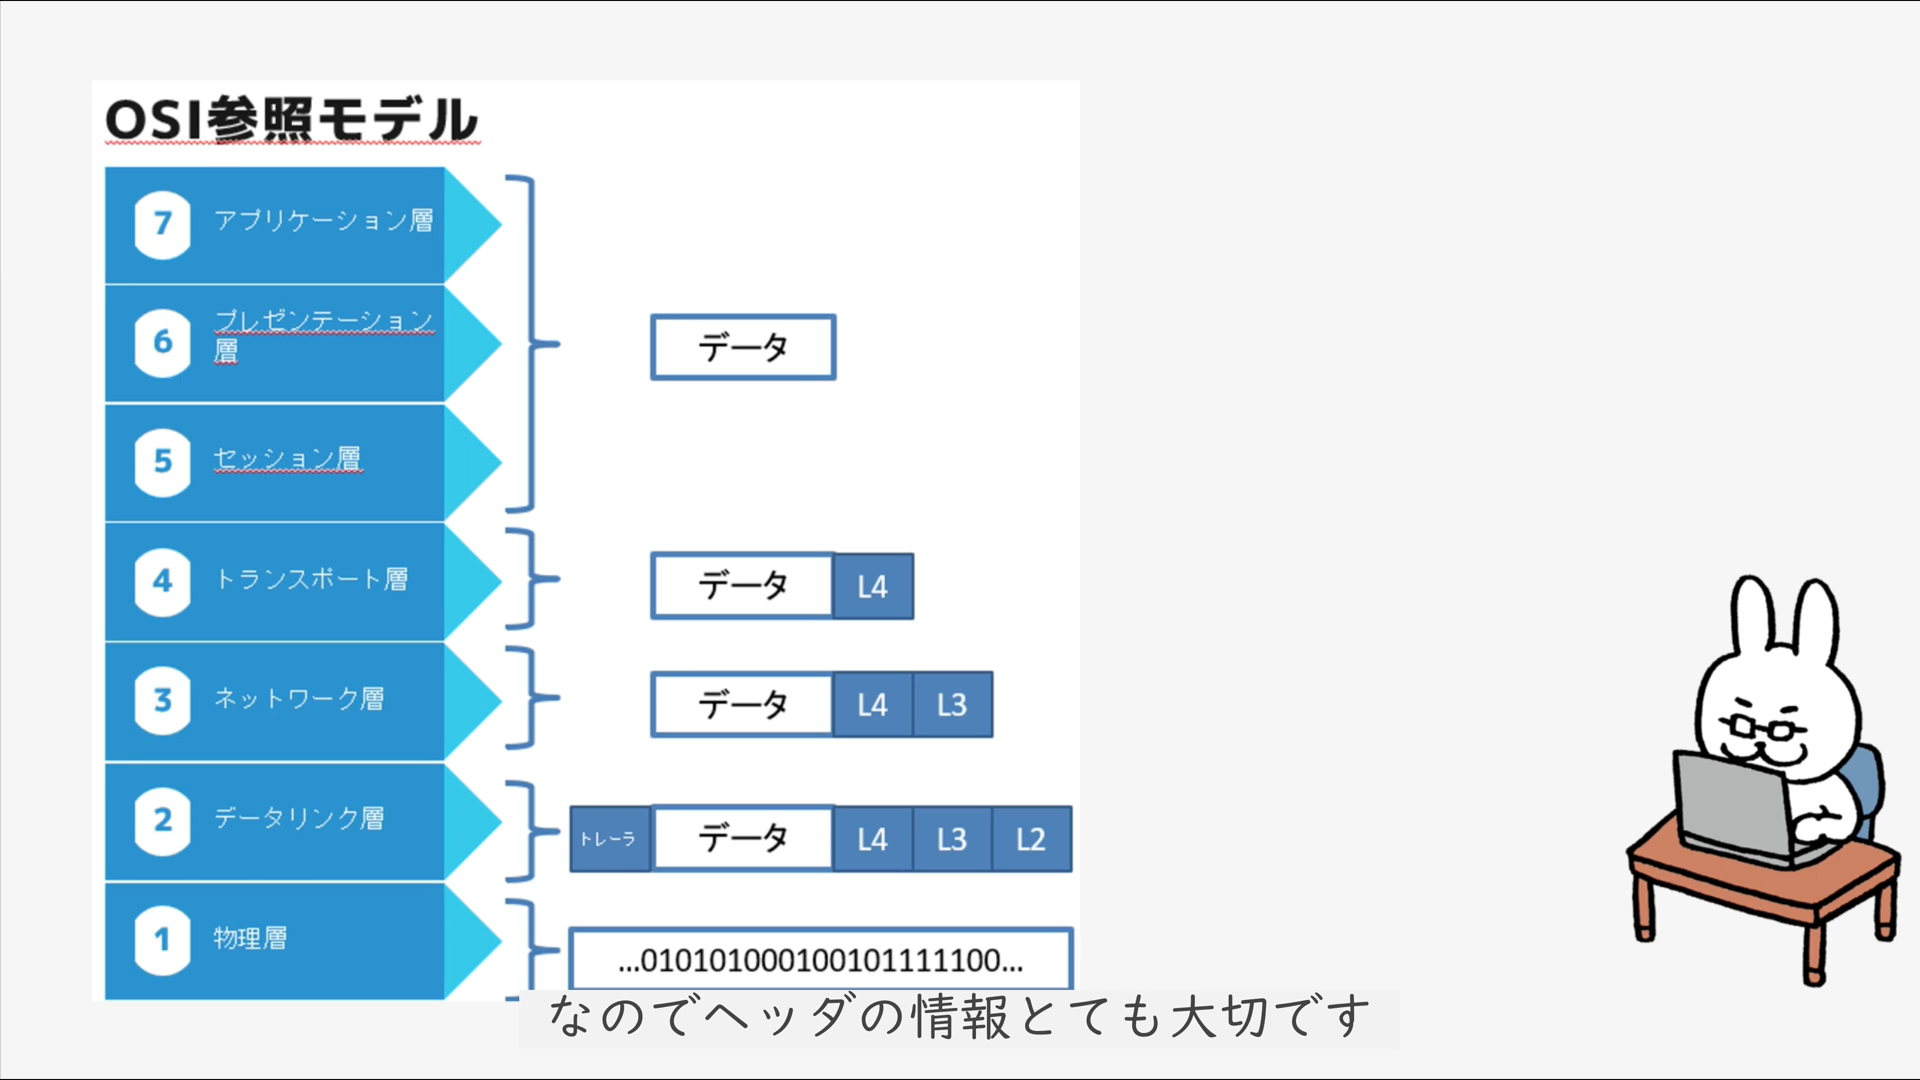 OSI参照モデル
7 アプリケーション層
6 プレゼンテーション
層
データ
5 セッション層
4 トランスポート層
データ L4
3 ネットワーク層
データ L4 L3
2 データリンク層
トレーラ データ L4 L3 L2
1 物理層
...010101000100101111100...
なのでヘッダの情報とても大切です